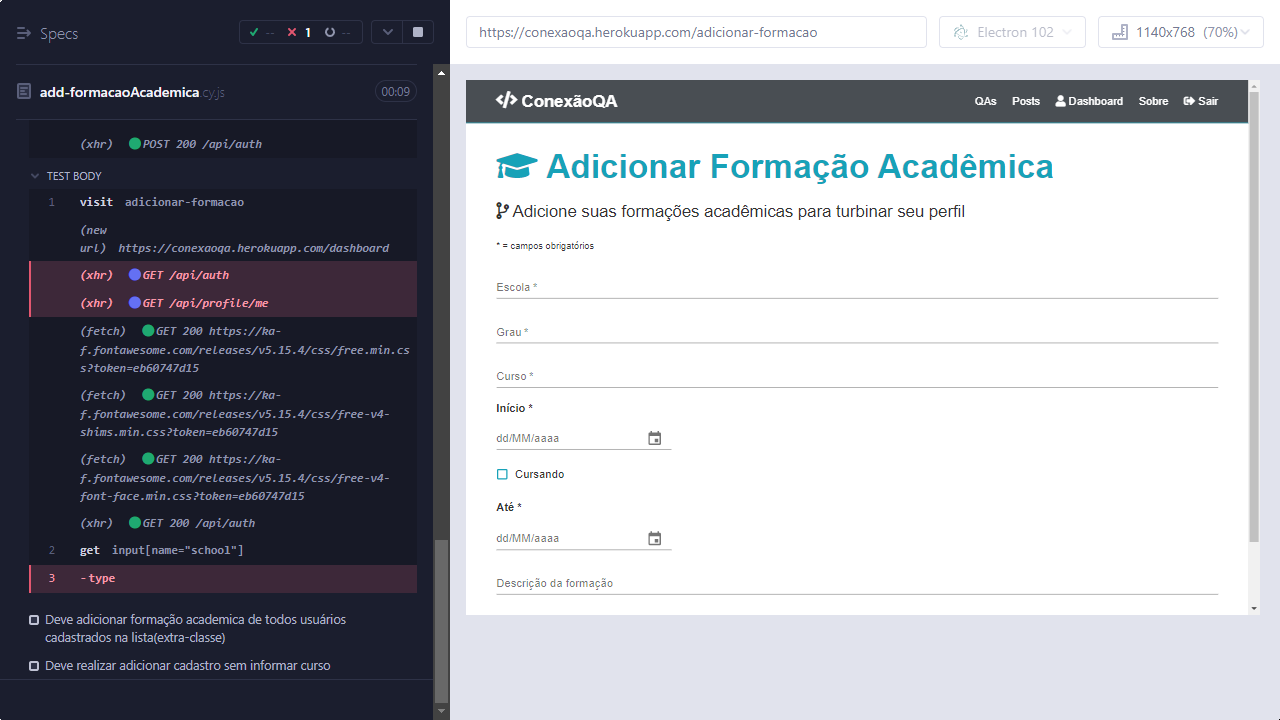 Specs
-- 1 --
add-formacaoAcademica.cy.js 00:09
(xhr) POST 200 /api/auth
TEST BODY
1 visit adicionar-formacao
(new
url) https://conexaoqa.herokuapp.com/dashboard
(xhr) GET /api/auth
(xhr) GET /api/profile/me
(fetch) GET 200 https://ka-
f.fontawesome.com/releases/v5.15.4/css/free.min.cs
s?token=eb60747d15
(fetch) GET 200 https://ka-
f.fontawesome.com/releases/v5.15.4/css/free-v4-
shims.min.css?token=eb60747d15
(fetch) GET 200 https://ka-
f.fontawesome.com/releases/v5.15.4/css/free-v4-
font-face.min.css?token=eb60747d15
(xhr) GET 200 /api/auth
2 get input[name="school"]
3 -type
Deve adicionar formação academica de todos usuários
cadastrados na lista(extra-classe)
Deve realizar adicionar cadastro sem informar curso
https://conexaoqa.herokuapp.com/adicionar-formacao
Electron 102
1140x768 (70%)
ConexãoQA
QAs Posts Dashboard Sobre Sair
Adicionar Formação Acadêmica
Adicione suas formações acadêmicas para turbinar seu perfil
* = campos obrigatórios
Escola *
Grau *
Curso *
Início *
dd/MM/aaaa
Cursando
Até *
dd/MM/aaaa
Descrição da formação